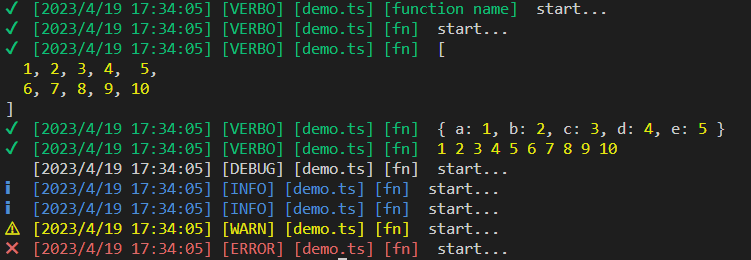 ✔ [2023/4/19 17:34:05] [VERBO] [demo.ts] [function name]  start...
✔ [2023/4/19 17:34:05] [VERBO] [demo.ts] [fn]  start...
✔ [2023/4/19 17:34:05] [VERBO] [demo.ts] [fn]  [
  1, 2, 3, 4,  5,
  6, 7, 8, 9, 10
]
✔ [2023/4/19 17:34:05] [VERBO] [demo.ts] [fn]  { a: 1, b: 2, c: 3, d: 4, e: 5 }
✔ [2023/4/19 17:34:05] [VERBO] [demo.ts] [fn]  1 2 3 4 5 6 7 8 9 10
  [2023/4/19 17:34:05] [DEBUG] [demo.ts] [fn]  start...
ℹ [2023/4/19 17:34:05] [INFO] [demo.ts] [fn]  start...
ℹ [2023/4/19 17:34:05] [INFO] [demo.ts] [fn]  start...
⚠ [2023/4/19 17:34:05] [WARN] [demo.ts] [fn]  start...
✖ [2023/4/19 17:34:05] [ERROR] [demo.ts] [fn]  start...